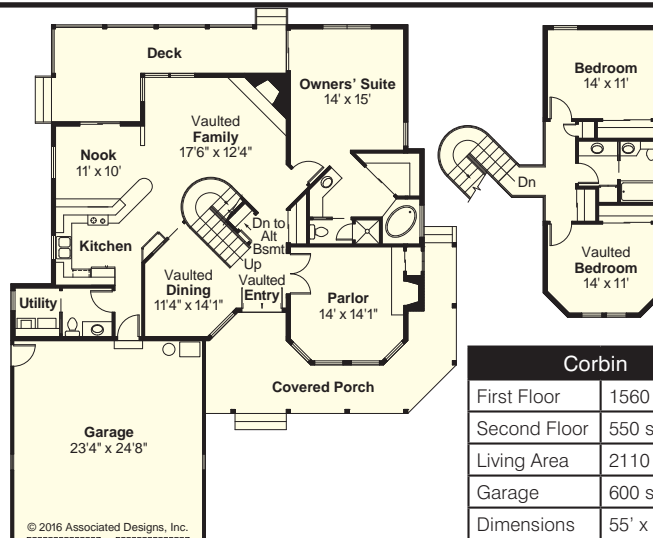 Deck
Owners' Suite
14' x 15'
Bedroom
14' x 11'
Vaulted
Family
17'6" x 12'4"
Nook
11' x 10'
Dn
Kitchen
Dn to
Alt
Bsmt
Up
Vaulted
Dining
11'4" x 14'1"
Vaulted
Entry
Parlor
14' x 14'1"
Vaulted
Bedroom
14' x 11'
Utility
Covered Porch
Garage
23'4" x 24'8"
© 2016 Associated Designs, Inc.
Corbin
First Floor 1560
Second Floor 550 s
Living Area 2110
Garage 600 s
Dimensions 55' x